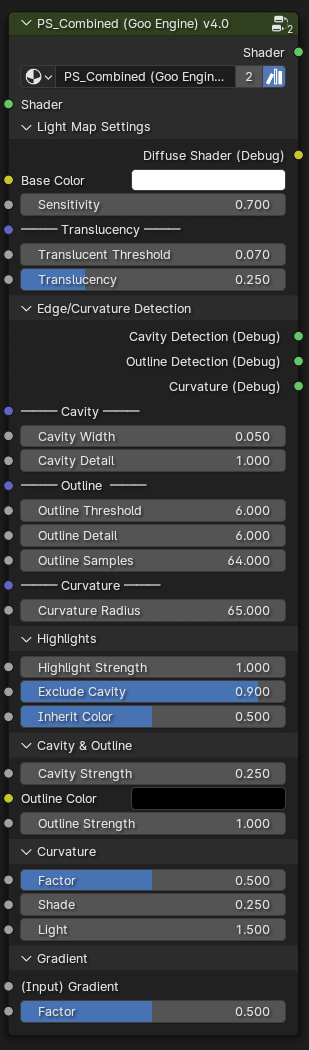 PS_Combined (Goo Engine) v4.0
2
Shader
PS_Combined (Goo Engin... 2
Shader
Light Map Settings
Diffuse Shader (Debug)
Base Color
Sensitivity 0.700
Translucency
Translucent Threshold 0.070
Translucency 0.250
Edge/Curvature Detection
Cavity Detection (Debug)
Outline Detection (Debug)
Curvature (Debug)
Cavity
Cavity Width 0.050
Cavity Detail 1.000
Outline
Outline Threshold 6.000
Outline Detail 6.000
Outline Samples 64.000
Curvature
Curvature Radius 65.000
Highlights
Highlight Strength 1.000
Exclude Cavity 0.900
Inherit Color 0.500
Cavity & Outline
Cavity Strength 0.250
Outline Color
Outline Strength 1.000
Curvature
Factor 0.500
Shade 0.250
Light 1.500
Gradient
(Input) Gradient
Factor 0.500